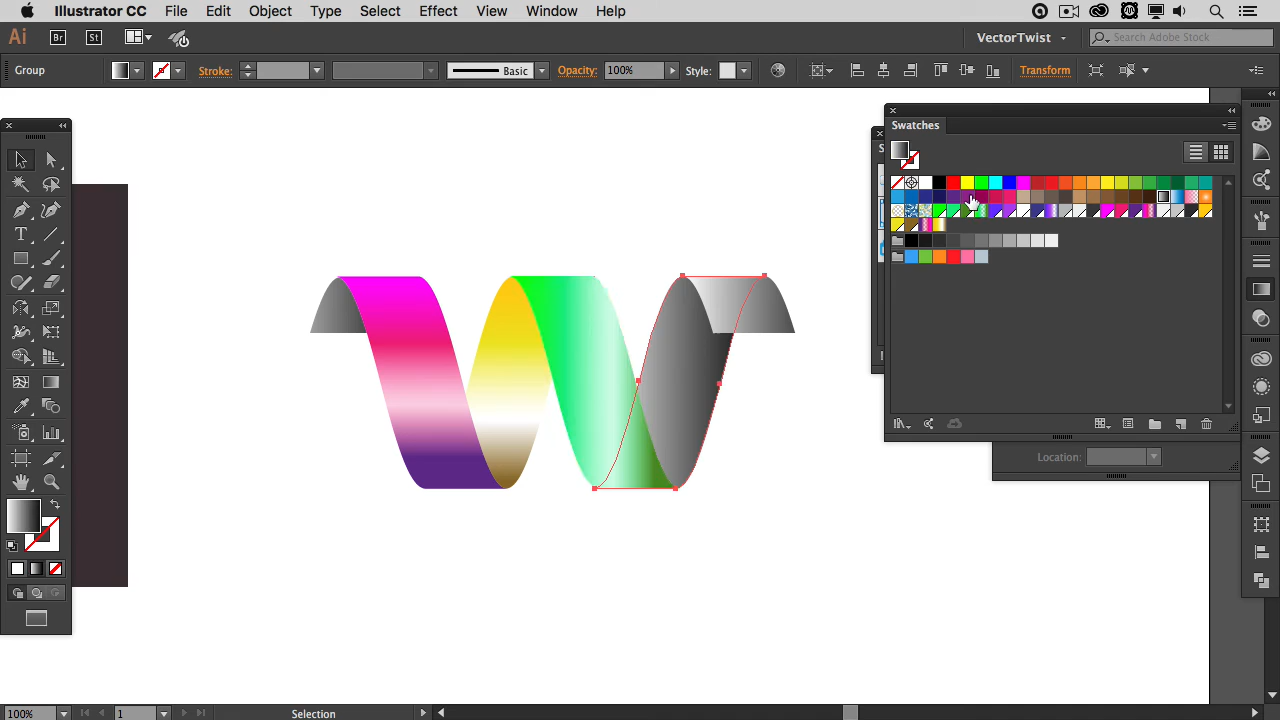 Illustrator CC File Edit Object Type Select Effect View Window Help
Ai Br St VectorTwist Search Adobe Stock
Group Stroke: Basic Opacity: 100% Style: Transform
Swatches
S
Location:
T
100% 1 Selection